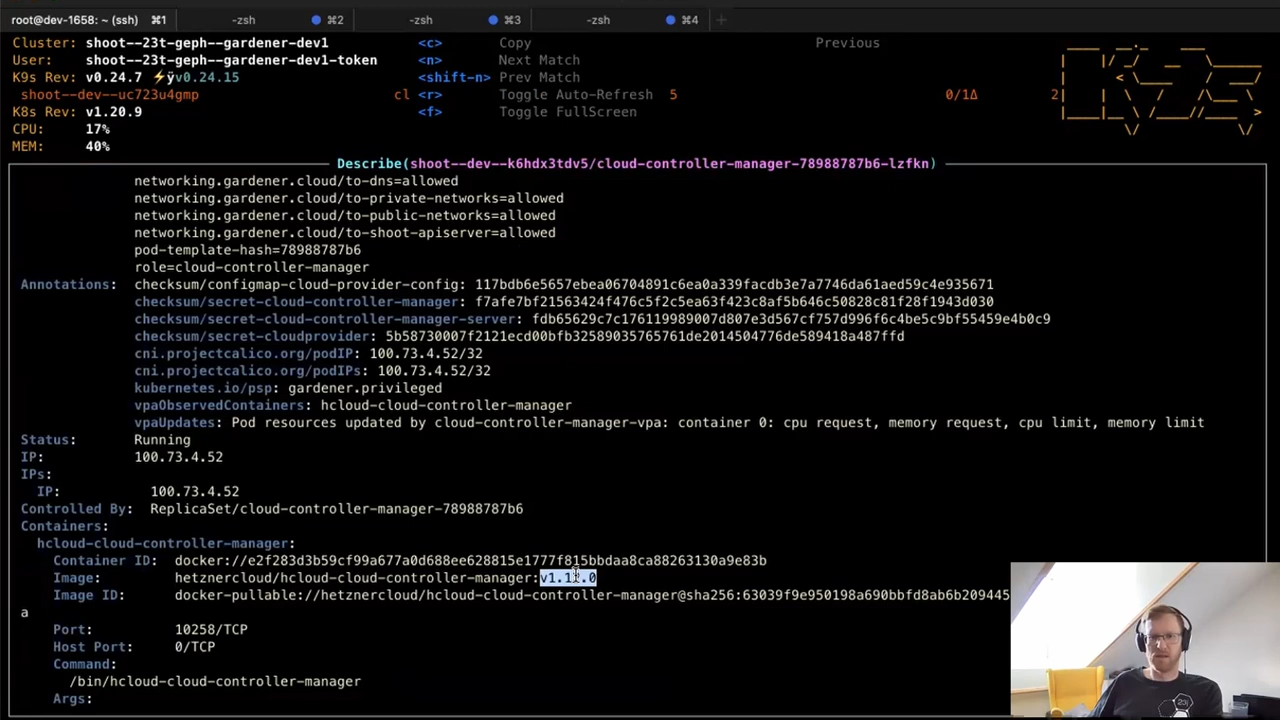 root@dev-1658: ~ (ssh) ⌘1 -zsh ⌘2 -zsh ⌘3 -zsh ⌘4 +
Cluster: shoot--23t-geph--gardener-dev1 <c> Copy Previous
User: shoot--23t-geph--gardener-dev1-token <n> Next Match
K9s Rev: v0.24.7 ⚡ÿv0.24.15 <shift-n> Prev Match
shoot--dev--uc723u4gmp cl <r> Toggle Auto-Refresh 5 0/1Δ 2
K8s Rev: v1.20.9 <f> Toggle FullScreen
CPU: 17%
MEM: 40%
Describe(shoot--dev--k6hdx3tdv5/cloud-controller-manager-78988787b6-lzfkn)
networking.gardener.cloud/to-dns=allowed
networking.gardener.cloud/to-private-networks=allowed
networking.gardener.cloud/to-public-networks=allowed
networking.gardener.cloud/to-shoot-apiserver=allowed
pod-template-hash=78988787b6
role=cloud-controller-manager
Annotations: checksum/configmap-cloud-provider-config: 117bdb6e5657ebea06704891c6ea0a339facdb3e7a7746da61aed59c4e935671
checksum/secret-cloud-controller-manager: f7afe7bf21563424f476c5f2c5ea63f423c8af5b646c50828c81f28f1943d030
checksum/secret-cloud-controller-manager-server: fdb65629c7c176119989007d807e3d567cf757d996f6c4be5c9bf55459e4b0c9
checksum/secret-cloudprovider: 5b58730007f2121ecd00bfb32589035765761de2014504776de589418a487ffd
cni.projectcalico.org/podIP: 100.73.4.52/32
cni.projectcalico.org/podIPs: 100.73.4.52/32
kubernetes.io/psp: gardener.privileged
vpaObservedContainers: hcloud-cloud-controller-manager
vpaUpdates: Pod resources updated by cloud-controller-manager-vpa: container 0: cpu request, memory request, cpu limit, memory limit
Status: Running
IP: 100.73.4.52
IPs:
IP: 100.73.4.52
Controlled By: ReplicaSet/cloud-controller-manager-78988787b6
Containers:
hcloud-cloud-controller-manager:
Container ID: docker://e2f283d3b59cf99a677a0d688ee628815e1777f815bbdaa8ca88263130a9e83b
Image: hetznercloud/hcloud-cloud-controller-manager:
Image ID: docker-pullable://hetznercloud/hcloud-cloud-controller-manager@sha256:63039f9e950198a690bbfd8ab6b209445
a
Port: 10258/TCP
Host Port: 0/TCP
Command:
/bin/hcloud-cloud-controller-manager
Args: